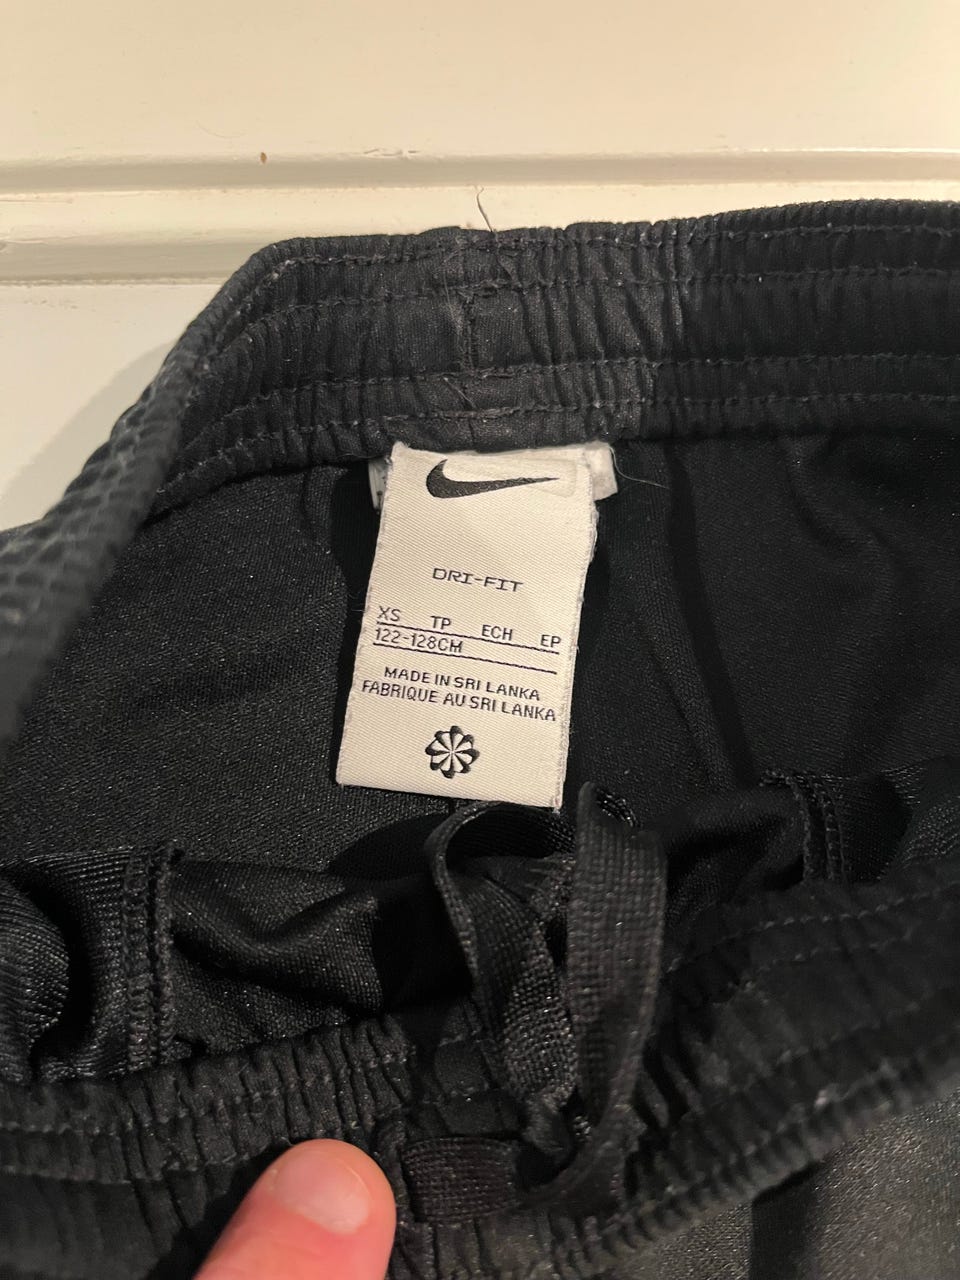 DRI-FIT
XS TP ECH EP
122-128CM
MADE IN SRI LANKA
FABRIQUE AU SRI LANKA